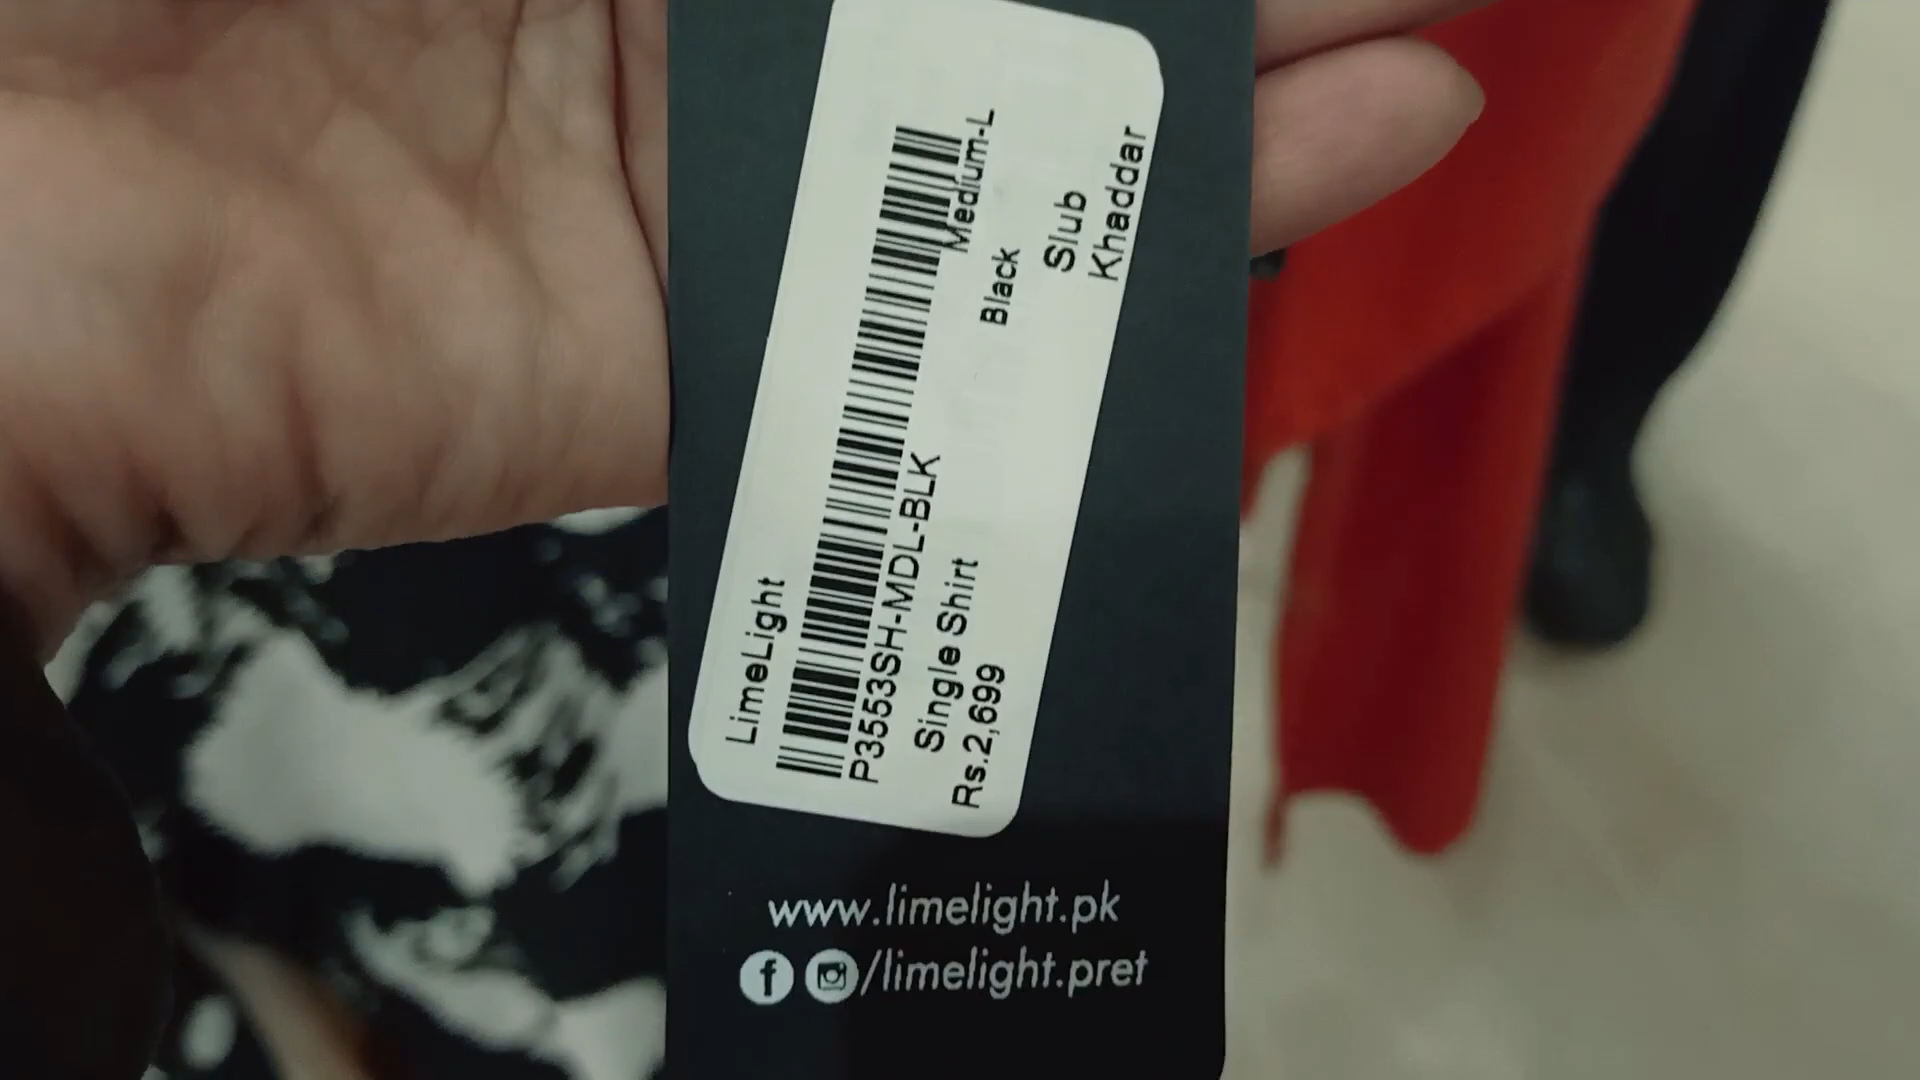 LimeLight
P3553SH-MDL-BLK
Medium-L
Single Shirt
Black
Rs.2,699
Slub
Khaddar
www.limelight.pk
/limelight.pret